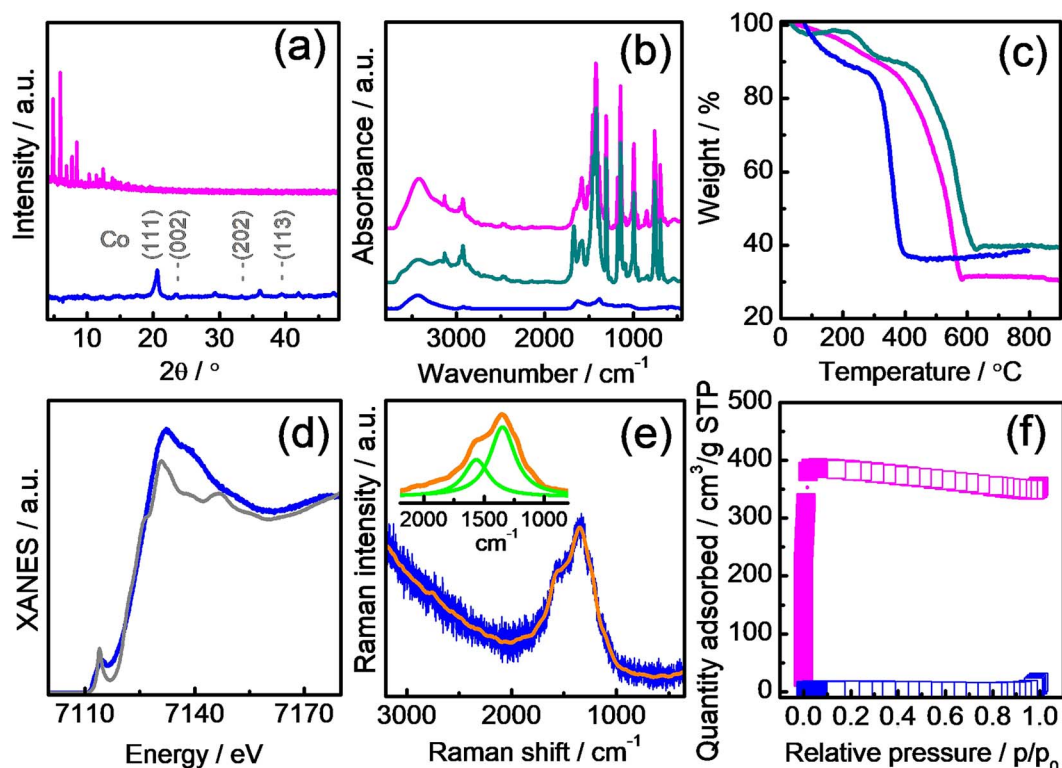 (a)
Intensity / a.u.
Co
(111)
(002)
(202)
(113)
10 20 30 40
2θ / °
(b)
Absorbance / a.u.
3000 2000 1000
Wavenumber / cm⁻¹
(c)
Weight / %
100
80
60
40
20
0 200 400 600 800
Temperature / °C
(d)
XANES / a.u.
7110 7140 7170
Energy / eV
(e)
Raman intensity / a.u.
2000 1500 1000
cm⁻¹
3000 2000 1000
Raman shift / cm⁻¹
(f)
Quantity adsorbed / cm³/g STP
500
400
300
200
100
0
0.0 0.2 0.4 0.6 0.8 1.0
Relative pressure / p/p₀